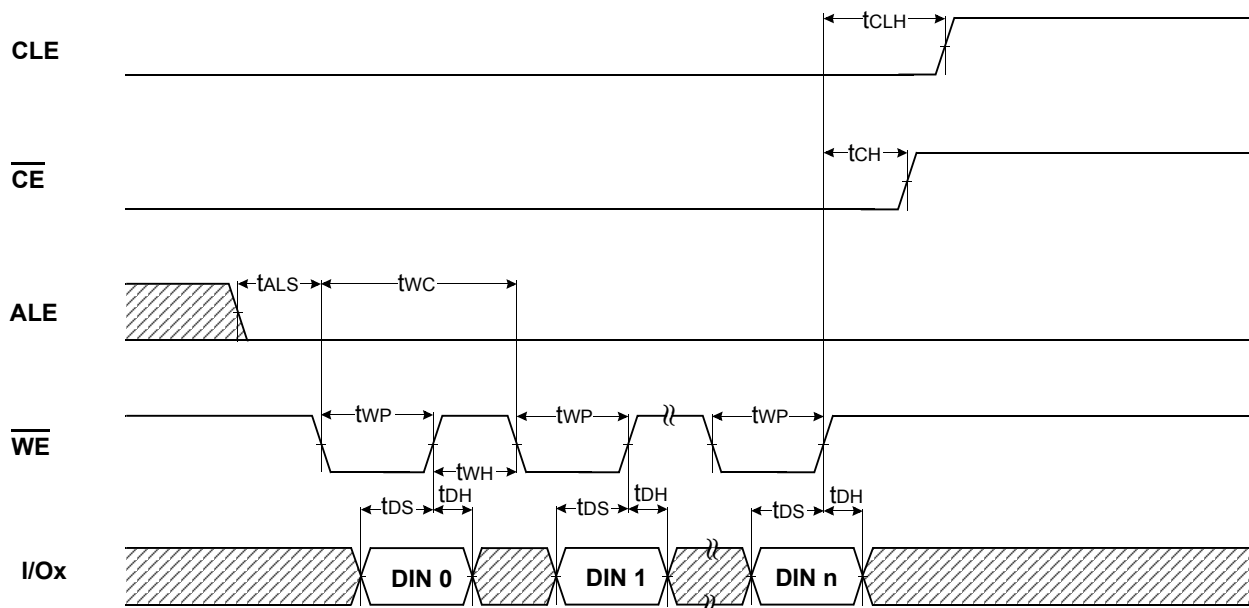 tCLH
CLE
CE
tCH
tALS
tWC
ALE
tWP
tWP
tWP
WE
tWH
tDS
tDH
tDS
tDH
tDS
tDH
I/Ox
DIN 0
DIN 1
DIN n